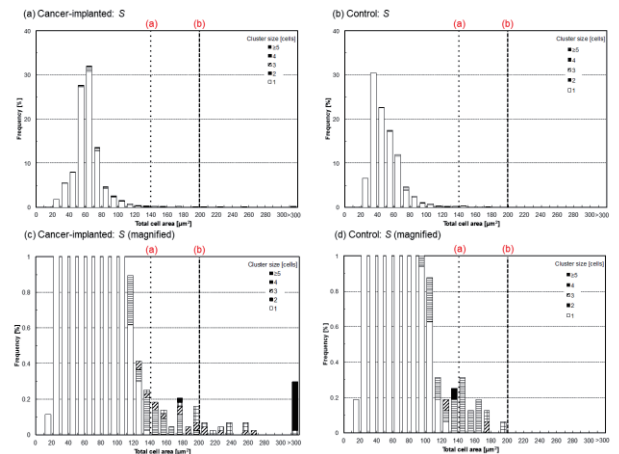 (a) Cancer-implanted: S
(a)
(b)
Cluster size [cells]
≥5
4
3
2
1
Frequency [%]
40
30
20
10
0
0 20 40 60 80 100 120 140 160 180 200 220 240 260 280 300 >300
Total cell area [μm²]
(b) Control: S
(a)
(b)
Cluster size [cells]
≥5
4
3
2
1
Frequency [%]
40
30
20
10
0
0 20 40 60 80 100 120 140 160 180 200 220 240 260 280 300 >300
Total cell area [μm²]
(c) Cancer-implanted: S (magnified)
(a)
(b)
Cluster size [cells]
≥5
4
3
2
1
Frequency [%]
1
0.8
0.6
0.4
0.2
0
0 20 40 60 80 100 120 140 160 180 200 220 240 260 280 300 >300
Total cell area [μm²]
(d) Control: S (magnified)
(a)
(b)
Cluster size [cells]
≥5
4
3
2
1
Frequency [%]
1
0.8
0.6
0.4
0.2
0
0 20 40 60 80 100 120 140 160 180 200 220 240 260 280 300 >300
Total cell area [μm²]